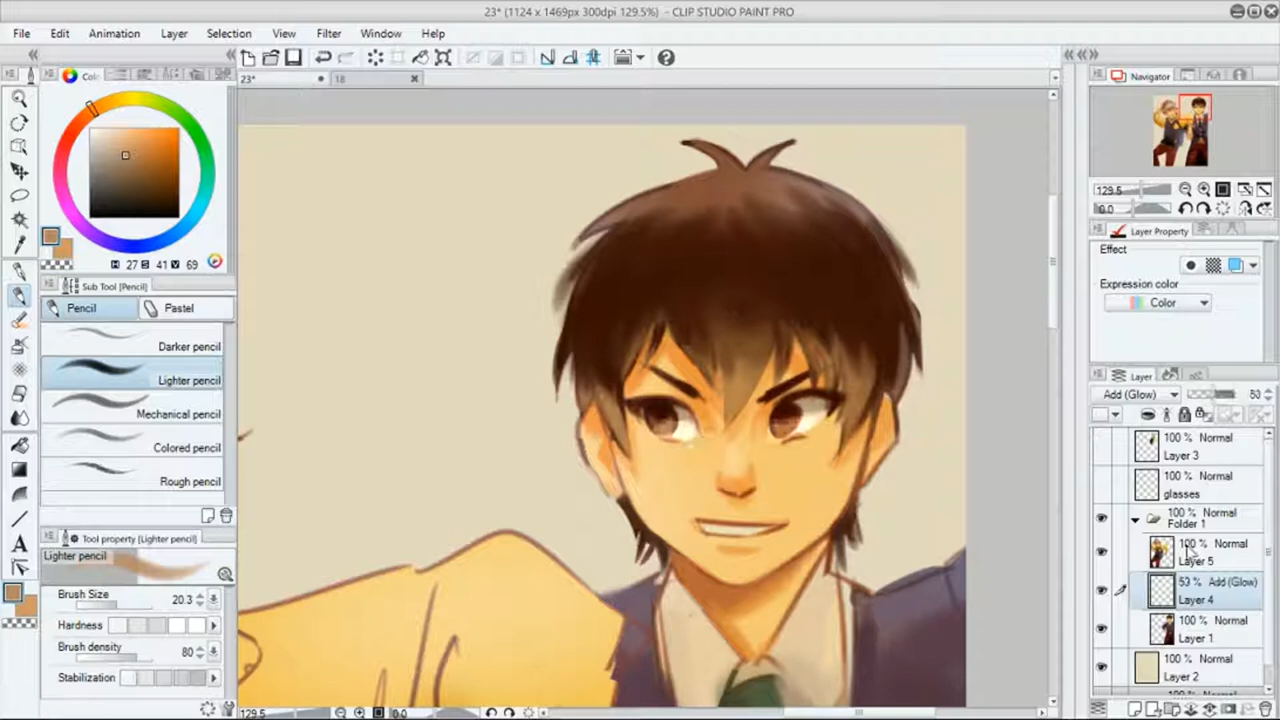 23* (1124 x 1469px 300dpi 129.5%) - CLIP STUDIO PAINT PRO
File Edit Animation Layer Selection View Filter Window Help
23* 18
Navigator
129.5
0.0
H 27 S 41 V 69
Sub Tool [Pencil]
Pencil Pastel
Darker pencil
Lighter pencil
Mechanical pencil
Colored pencil
Rough pencil
Tool property [Lighter pencil]
Lighter pencil
Brush Size 20.3
Hardness
Brush density 80
Stabilization
129.5 0.0
Layer Property
Effect
Expression color
Color
Layer
Add (Glow)
100 % Normal
Layer 3
100 % Normal
glasses
100 % Normal
Folder 1
100 % Normal
Layer 5
53 % Add (Glow)
Layer 4
100 % Normal
Layer 1
100 % Normal
Layer 2